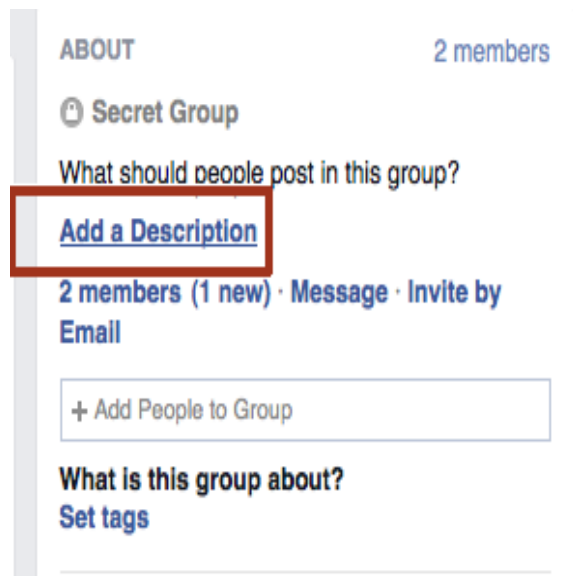 ABOUT 2 members
Secret Group
What should people post in this group?
Add a Description
2 members (1 new) · Message · Invite by
Email
+ Add People to Group
What is this group about?
Set tags